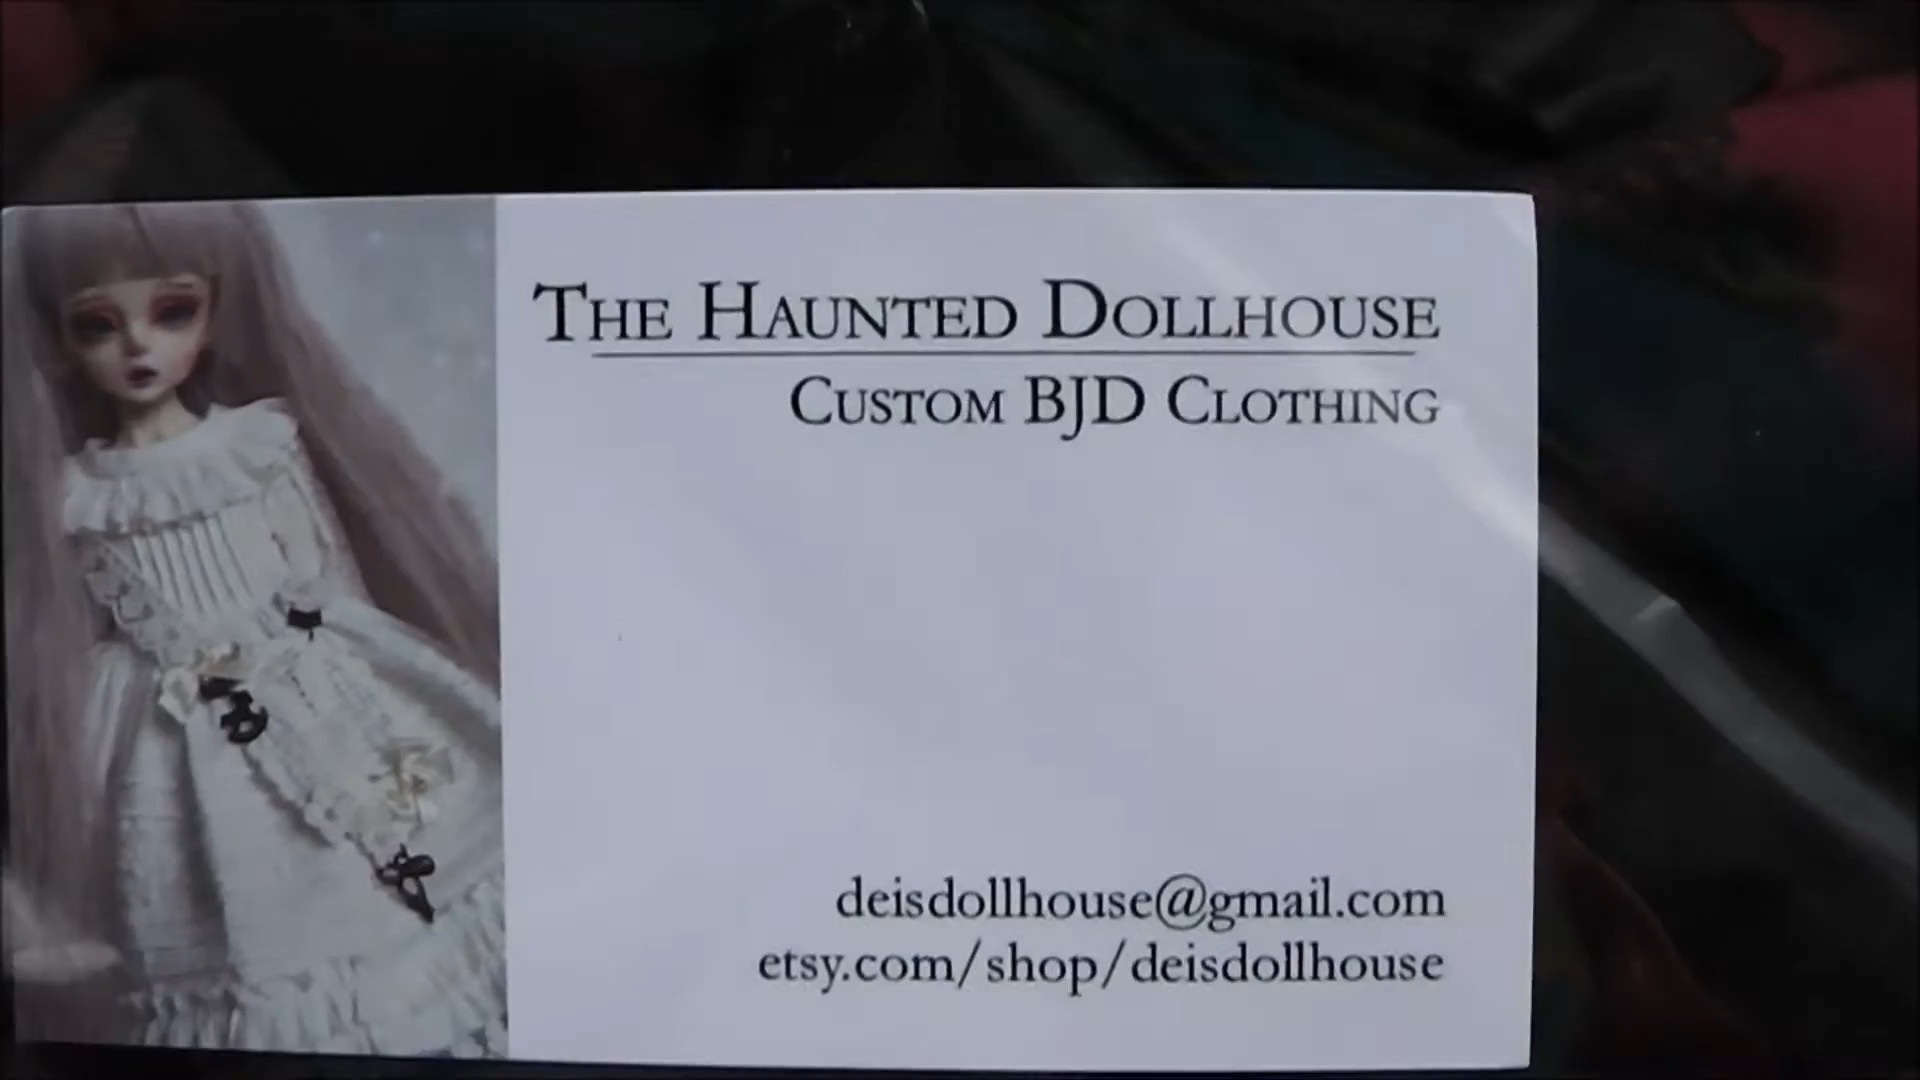 THE HAUNTED DOLLHOUSE
CUSTOM BJD CLOTHING
deisdollhouse@gmail.com
etsy.com/shop/deisdollhouse